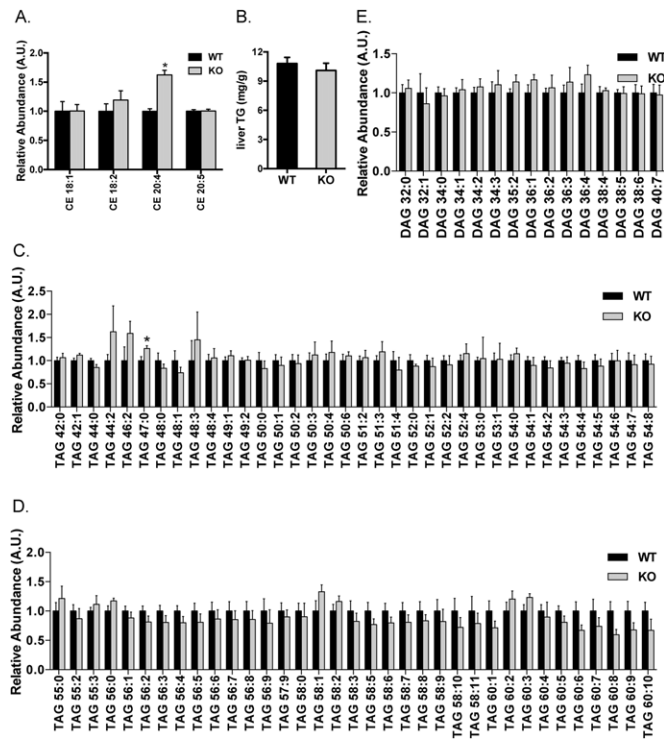 A.
Relative Abundance (A.U.)
2.0
1.5
1.0
0.5
0.0
*
WT
KO
CE 18:1
CE 18:2
CE 20:4
CE 20:5
B.
liver TG (mg/g)
12
9
6
3
0
WT
KO
E.
Relative Abundance (A.U.)
2.0
1.5
1.0
0.5
WT
KO
DAG 32:0
DAG 32:1
DAG 34:0
DAG 34:1
DAG 34:2
DAG 34:3
DAG 35:2
DAG 36:1
DAG 36:2
DAG 36:3
DAG 36:4
DAG 38:4
DAG 38:5
DAG 38:6
DAG 40:7
C.
Relative Abundance (A.U.)
2.5
2.0
1.5
1.0
0.5
0.0
*
WT
KO
TAG 42:0
TAG 42:1
TAG 44:0
TAG 44:2
TAG 46:2
TAG 47:0
TAG 48:0
TAG 48:1
TAG 48:3
TAG 48:4
TAG 49:1
TAG 49:2
TAG 50:0
TAG 50:1
TAG 50:2
TAG 50:3
TAG 50:4
TAG 50:6
TAG 51:2
TAG 51:3
TAG 51:4
TAG 52:0
TAG 52:1
TAG 52:2
TAG 52:4
TAG 53:0
TAG 53:1
TAG 54:0
TAG 54:1
TAG 54:2
TAG 54:3
TAG 54:4
TAG 54:5
TAG 54:6
TAG 54:7
TAG 54:8
D.
Relative Abundance (A.U.)
2.0
1.5
1.0
0.5
0.0
WT
KO
TAG 55:0
TAG 55:2
TAG 55:3
TAG 56:0
TAG 56:1
TAG 56:2
TAG 56:3
TAG 56:4
TAG 56:5
TAG 56:6
TAG 56:7
TAG 56:8
TAG 56:9
TAG 57:9
TAG 58:0
TAG 58:1
TAG 58:2
TAG 58:3
TAG 58:5
TAG 58:6
TAG 58:7
TAG 58:8
TAG 58:9
TAG 58:10
TAG 58:11
TAG 60:1
TAG 60:2
TAG 60:3
TAG 60:4
TAG 60:5
TAG 60:6
TAG 60:7
TAG 60:8
TAG 60:9
TAG 60:10